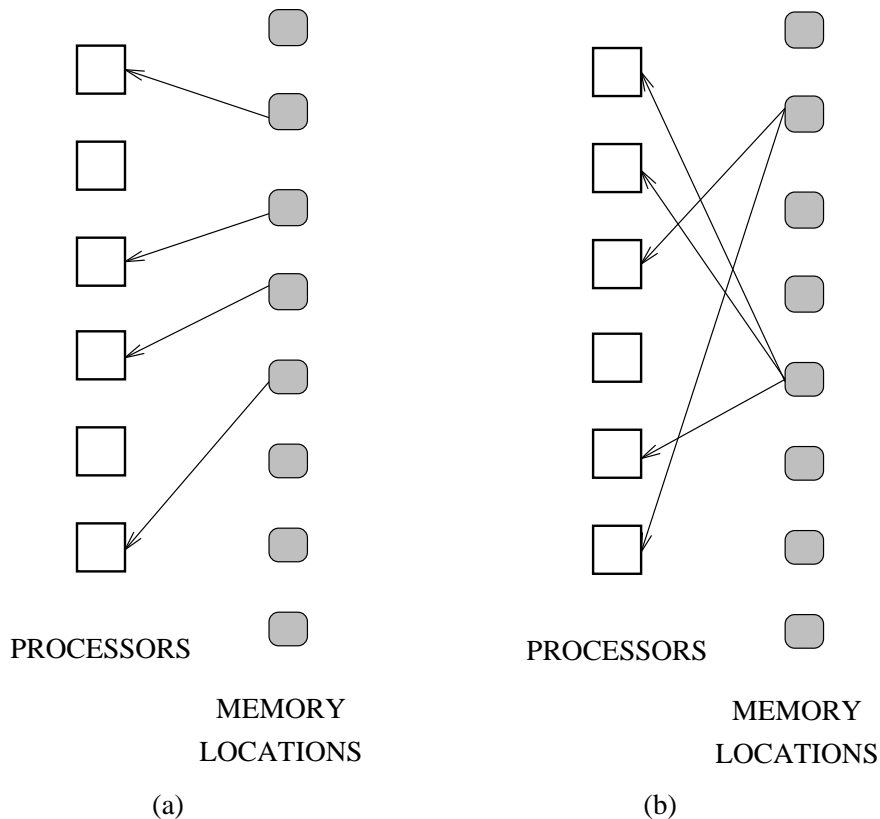 PROCESSORS
MEMORY
LOCATIONS
(a)
PROCESSORS
MEMORY
LOCATIONS
(b)